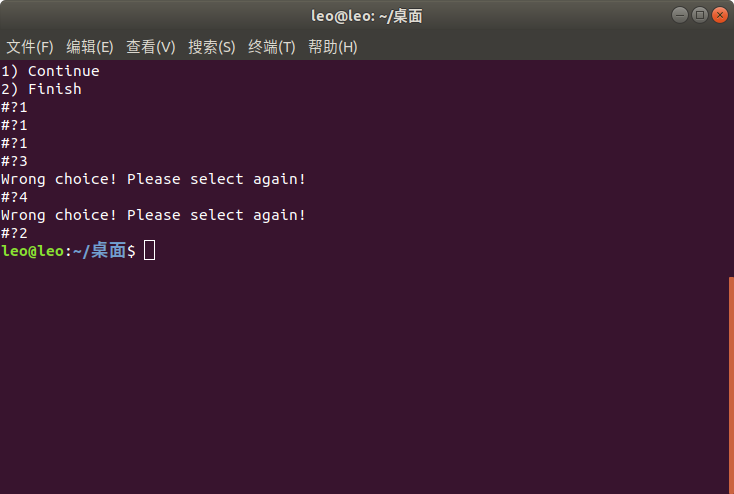 leo@leo: ~/桌面
文件(F) 编辑(E) 查看(V) 搜索(S) 终端(T) 帮助(H)
1) Continue
2) Finish
#?1
#?1
#?1
#?3
Wrong choice! Please select again!
#?4
Wrong choice! Please select again!
#?2
leo@leo:~/桌面$